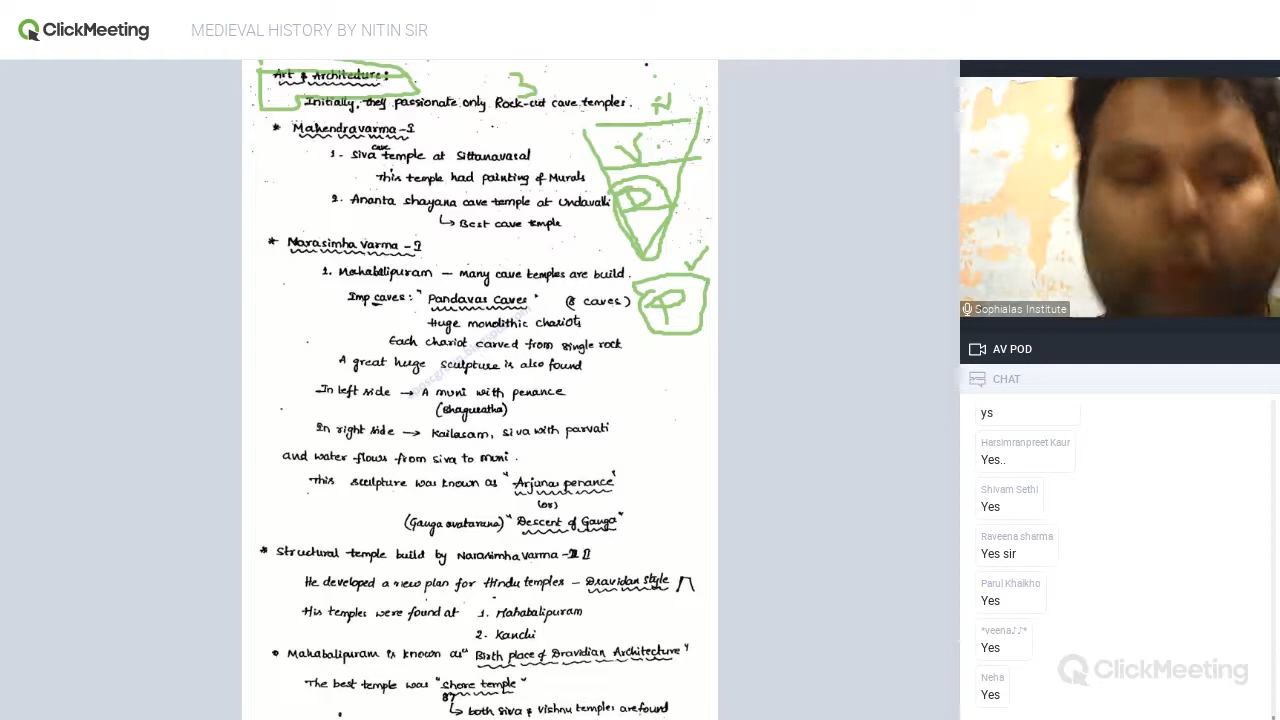 ClickMeeting
MEDIEVAL HISTORY BY NITIN SIR
Art & Architecture:
3
N
Initially, they passionate only Rock-cut cave temples.
* Mahendravarma-I
V
cave
1. Siva temple at Sittanavasal
This temple had painting of Murals
2. Ananta Shayana cave temple at Undavalli
↳ Best cave temple
* Narasimha Varma-I
1. Mahabalipuram – Many cave temples are build.
Imp caves: "Pandavas Caves" (8 caves)
Huge monolithic chariots
Each chariot carved from single rock
A great huge sculpture is also found
In left side → A muni with penance
(Bhagiratha)
In right side → Kailasam, Siva with parvati
and water flows from Siva to muni.
This sculpture was known as "Arjunas penance"
(or)
(Ganga avatarana) "Descent of Ganga"
* Structural temple build by Narasimha Varma-II
He developed a new plan for Hindu temples – Dravidan style
His temples were found at 1. Mahabalipuram
2. Kanchi
* Mahabalipuram is known as "Birth place of Dravidian Architecture"
The best temple was "Shore temple"
↳ both Siva & Vishnu temples are found
Sophialas Institute
AV POD
CHAT
ys
Harsimranpreet Kaur
Yes..
Shivam Sethi
Yes
Raveena sharma
Yes sir
Parul Khaikho
Yes
*veena♪♪*
Yes
Neha
Yes
ClickMeeting